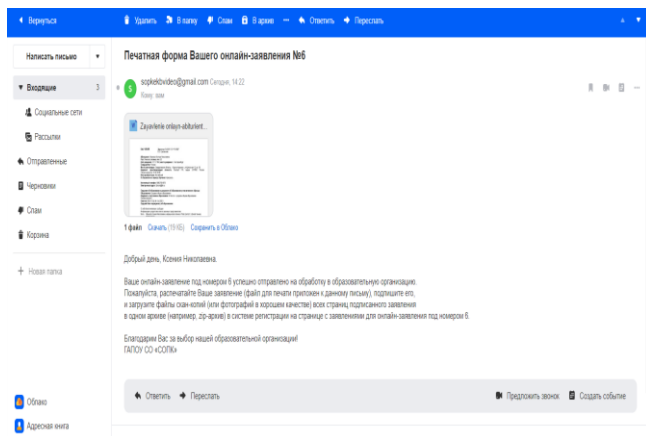 Вернуться
Удалить В папку Спам В архив ••• Ответить Переслать
Написать письмо
Входящие 3
Социальные сети
Рассылки
Отправленные
Черновики
Спам
Корзина
+ Новая папка
Облако
Адресная книга
Печатная форма Вашего онлайн-заявления №6
S
sopkekbvideo@gmail.com Сегодня, 14:22
Кому: вам
Zayavlenie onlayn-abiturient...
1 файл Скачать (19 КБ) Сохранить в Облако
Добрый день, Ксения Николаевна.
Ваше онлайн-заявление под номером 6 успешно отправлено на обработку в образовательную организацию.
Пожалуйста, распечатайте Ваше заявление (файл для печати приложен к данному письму), подпишите его,
и загрузите файлы скан-копий (или фотографий в хорошем качестве) всех страниц подписанного заявления
в одном архиве (например, zip-архив) в системе регистрации на странице с заявлениями для онлайн-заявления под номером 6.
Благодарим Вас за выбор нашей образовательной организации!
ГАПОУ СО «СОПК»
Ответить Переслать Предложить звонок Создать событие